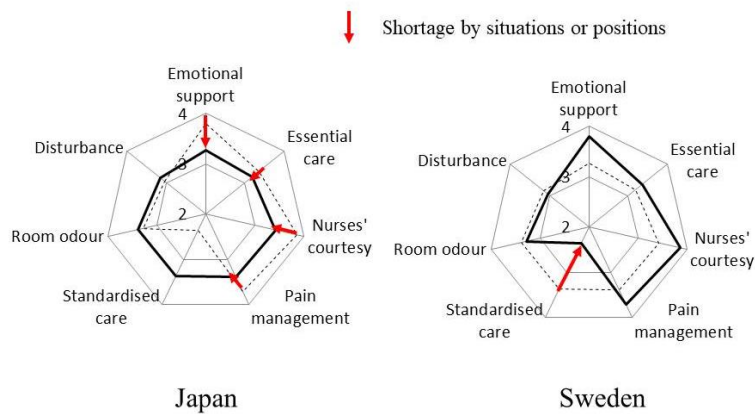 Shortage by situations or positions
Emotional
support
4
Disturbance
Essential
care
3
2
Room odour
Nurses'
courtesy
Standardised
care
Pain
management
Japan
Emotional
support
4
Disturbance
Essential
care
3
2
Room odour
Nurses'
courtesy
Standardised
care
Pain
management
Sweden